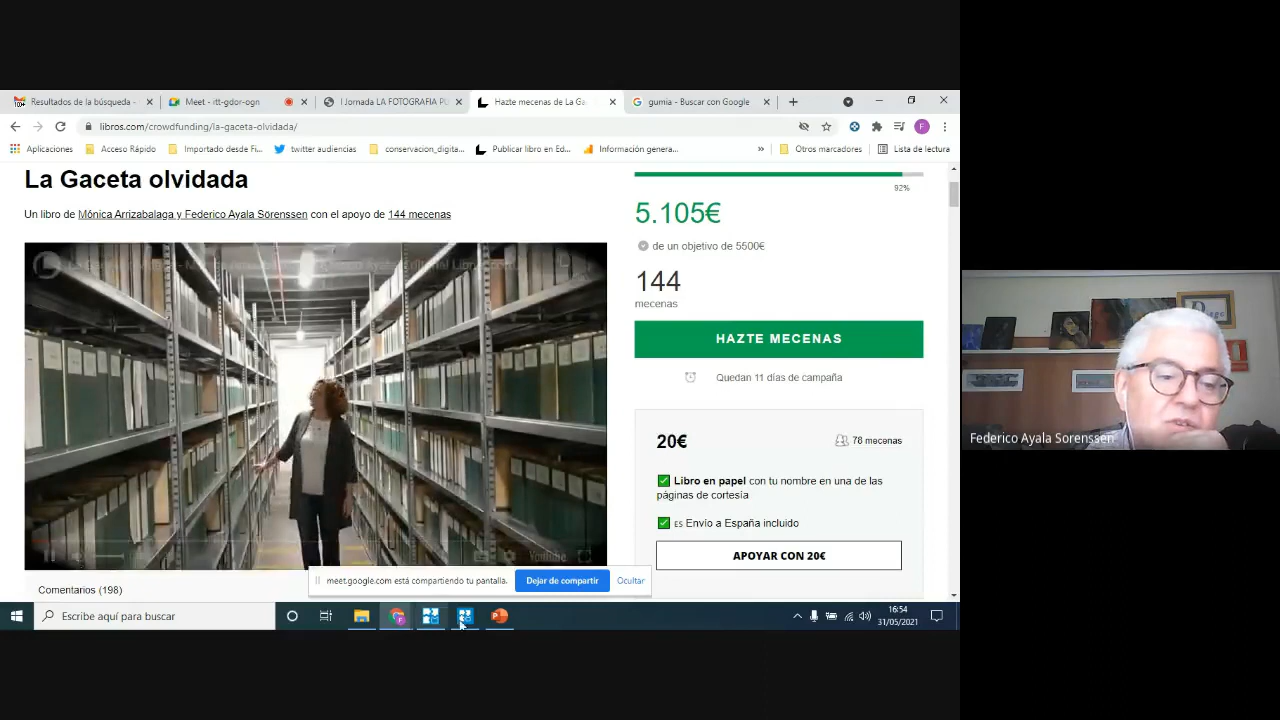 Resultados de la búsqueda -
Meet - itt-gdor-ogn
I Jornada LA FOTOGRAFIA PU
Hazte mecenas de La Ga
gumia - Buscar con Google
libros.com/crowdfunding/la-gaceta-olvidada/
Aplicaciones
Acceso Rápido
Importado desde Fi...
twitter audiencias
conservacion_digita...
Publicar libro en Ed...
Información genera...
»
Otros marcadores
Lista de lectura
La Gaceta olvidada
Un libro de Mónica Arrizabalaga y Federico Ayala Sörenssen con el apoyo de 144 mecenas
92%
5.105€
de un objetivo de 5500€
144
mecenas
HAZTE MECENAS
Quedan 11 días de campaña
20€
78 mecenas
Libro en papel con tu nombre en una de las
páginas de cortesía
ES Envío a España incluido
APOYAR CON 20€
YouTube
Comentarios (198)
meet.google.com está compartiendo tu pantalla.
Dejar de compartir
Ocultar
Escribe aquí para buscar
16:54
31/05/2021
Federico Ayala Sorenssen